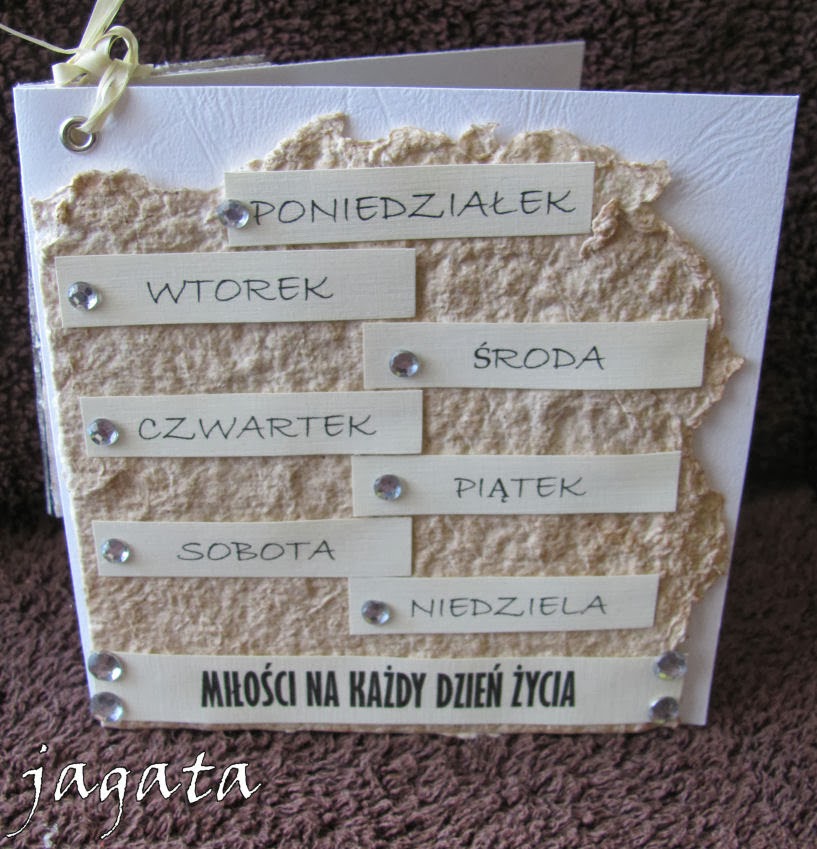 PONIEDZIAŁEK
WTOREK
ŚRODA
CZWARTEK
PIĄTEK
SOBOTA
NIEDZIELA
MIŁOŚCI NA KAŻDY DZIEŃ ŻYCIA
jagata